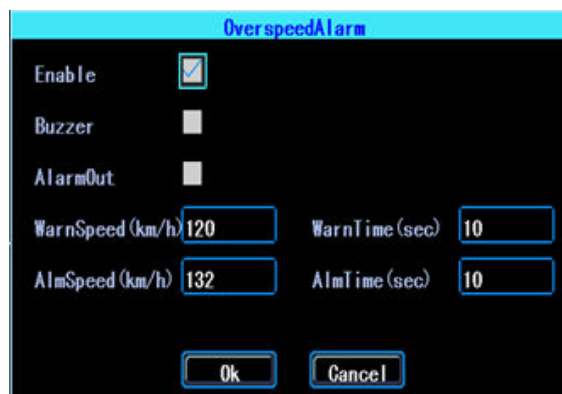 OverspeedAlarm
Enable
Buzzer
AlarmOut
WarnSpeed(km/h) 120 WarnTime(sec) 10
AlmSpeed(km/h) 132 AlmTime(sec) 10
Ok Cancel